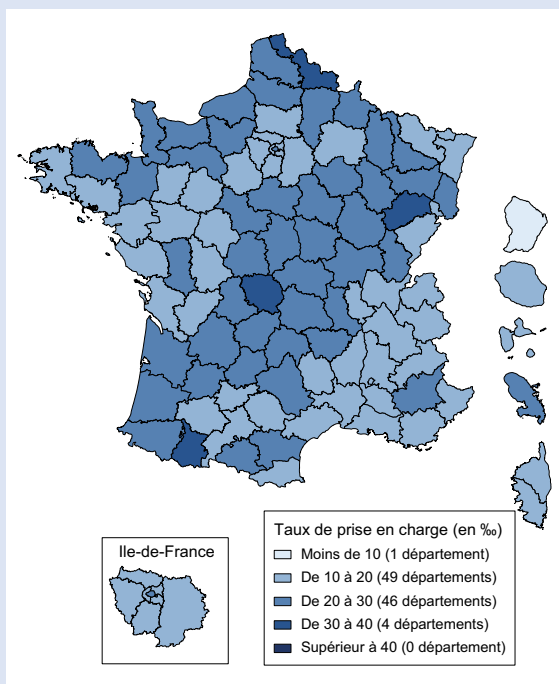 Taux de prise en charge (en ‰)
Moins de 10 (1 département)
De 10 à 20 (49 départements)
De 20 à 30 (46 départements)
De 30 à 40 (4 départements)
Supérieur à 40 (0 département)
Ile-de-France